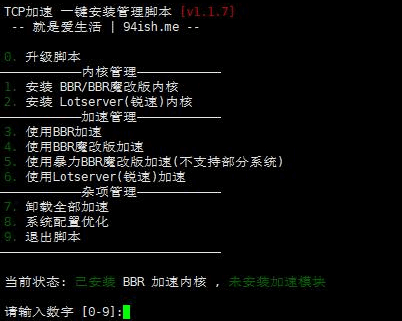 TCP加速 一键安装管理脚本 [v1.1.7]
-- 就是爱生活 | 94ish.me --
0. 升级脚本
内核管理
1. 安装 BBR/BBR魔改版内核
2. 安装 Lotserver(锐速)内核
加速管理
3. 使用BBR加速
4. 使用BBR魔改版加速
5. 使用暴力BBR魔改版加速(不支持部分系统)
6. 使用Lotserver(锐速)加速
杂项管理
7. 卸载全部加速
8. 系统配置优化
9. 退出脚本
当前状态: 已安装 BBR 加速内核 , 未安装加速模块
请输入数字 [0-9]: